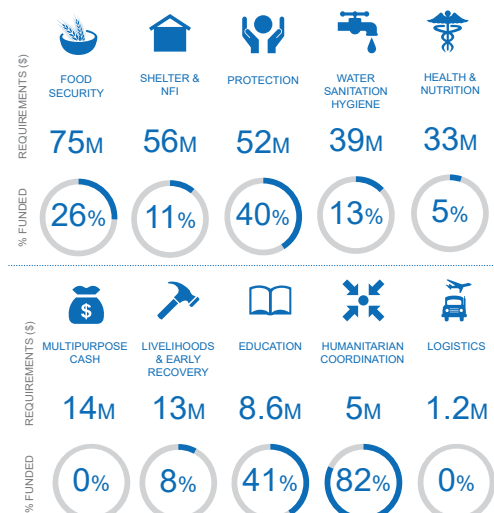 REQUIREMENTS ($)
FOOD
SECURITY
SHELTER &
NFI
PROTECTION
WATER
SANITATION
HYGIENE
HEALTH &
NUTRITION
75M
56M
52M
39M
33M
% FUNDED
26%
11%
40%
13%
5%
$
REQUIREMENTS ($)
MULTIPURPOSE
CASH
LIVELIHOODS
& EARLY
RECOVERY
EDUCATION
HUMANITARIAN
COORDINATION
LOGISTICS
14M
13M
8.6M
5M
1.2M
% FUNDED
0%
8%
41%
82%
0%